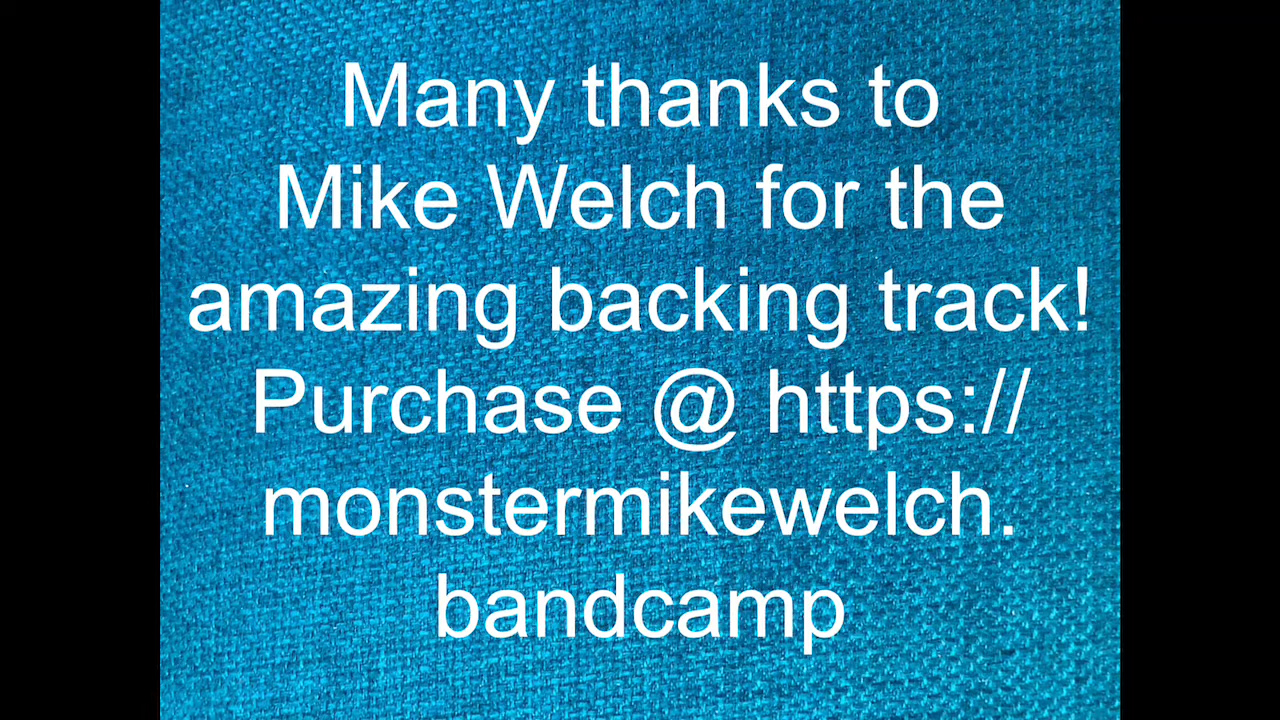 Many thanks to
Mike Welch for the
amazing backing track!
Purchase @ https://
monstermikewelch.
bandcamp